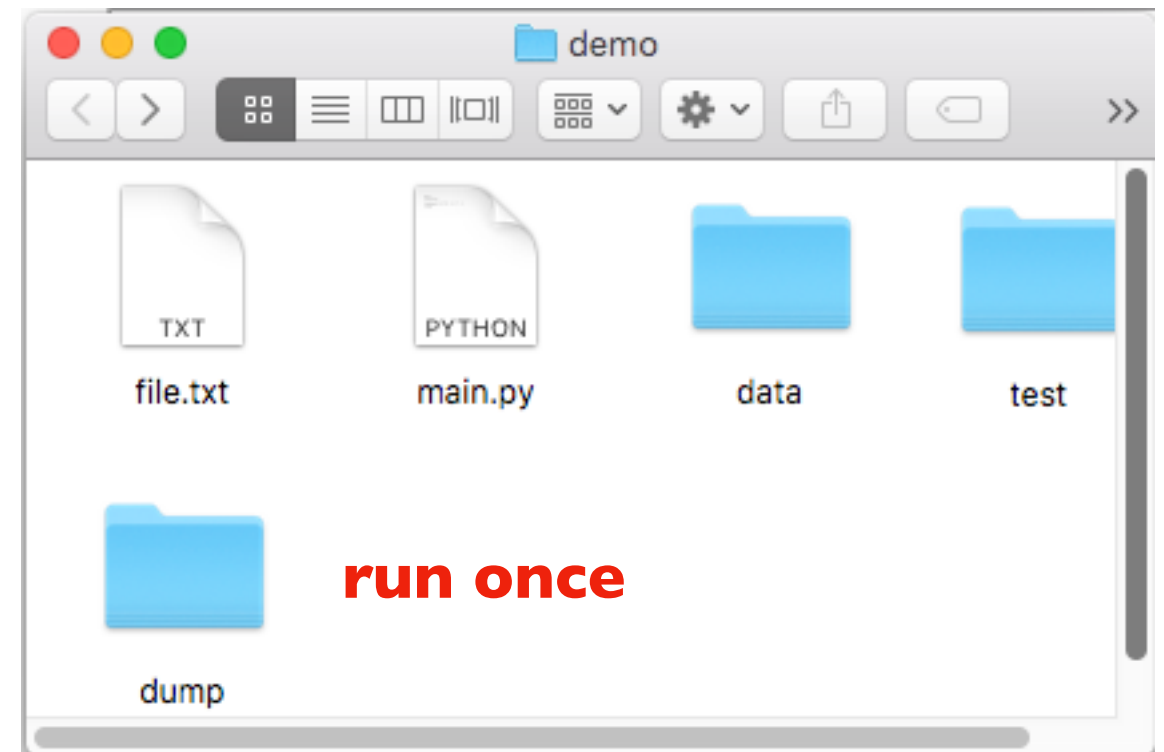 demo
TXT
PYTHON
file.txt
main.py
data
test
run once
dump